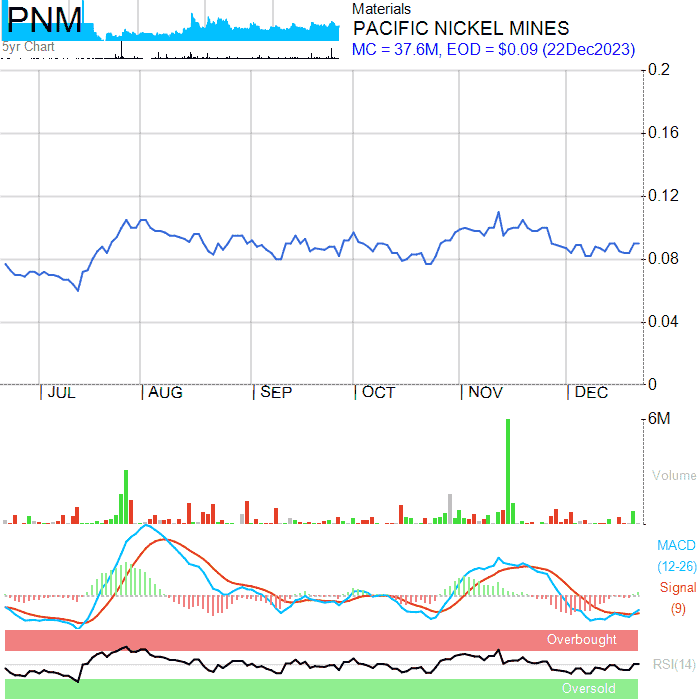 PNM
5yr Chart
Materials
PACIFIC NICKEL MINES
MC = 37.6M, EOD = $0.09 (22Dec2023)
0.2
0.16
0.12
0.08
0.04
0
JUL AUG SEP OCT NOV DEC
6M
Volume
MACD
(12-26)
Signal
(9)
Overbought
RSI(14)
Oversold